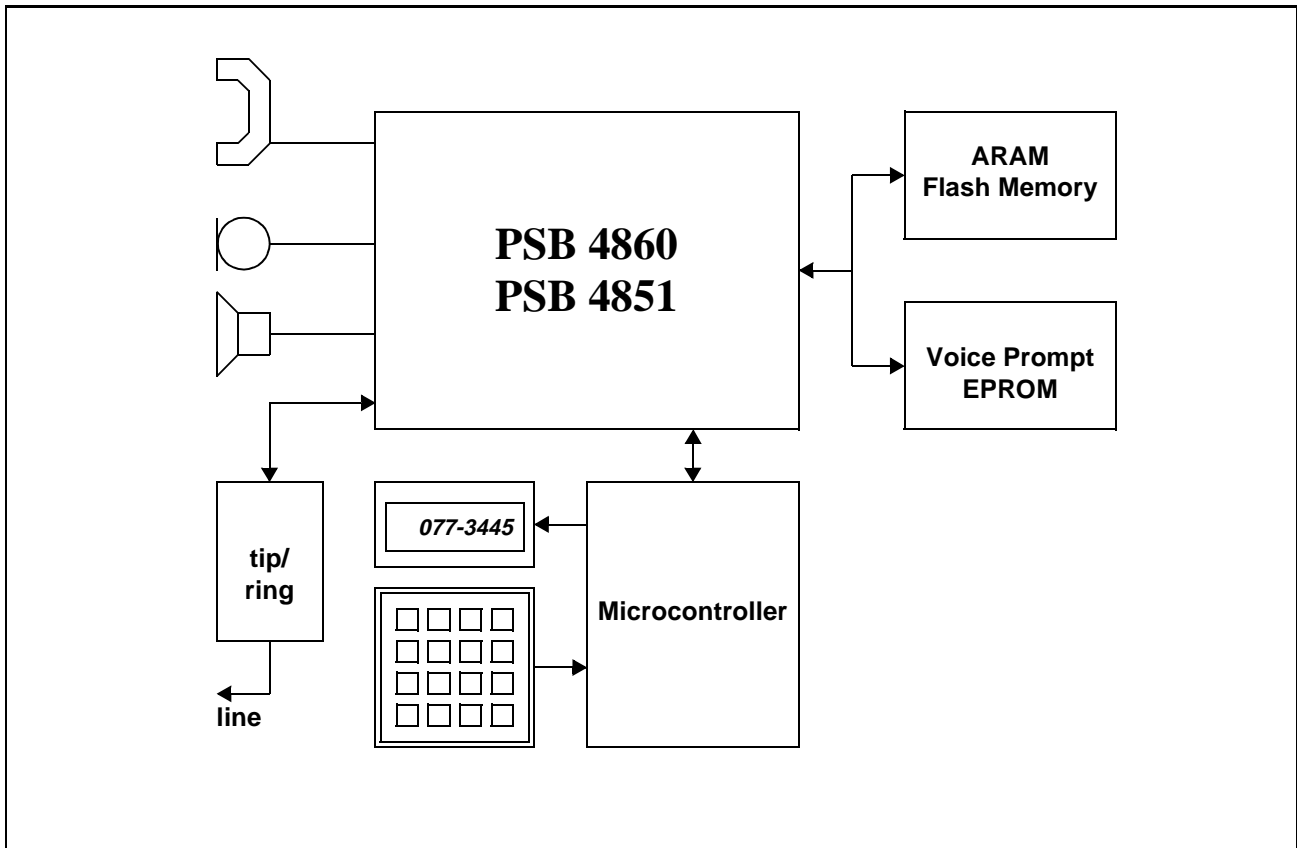 PSB 4860
PSB 4851
ARAM
Flash Memory
Voice Prompt
EPROM
077-3445
tip/
ring
Microcontroller
line